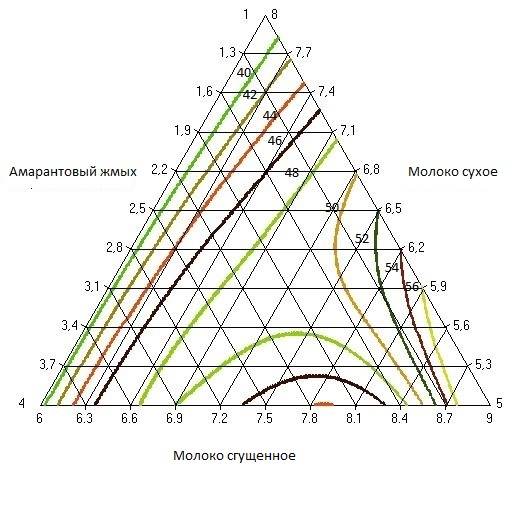 1 8
1,3 7,7
40
1,6 42 7,4
44
1,9 46 7,1
Амарантовый жмых 2,2 48 6,8 Молоко сухое
2,5 50 6,5
52
2,8 6,2
54
3,1 56 5,9
3,4 5,6
3,7 5,3
4 5
6 6.3 6.6 6.9 7.2 7.5 7.8 8.1 8.4 8.7 9
Молоко сгущенное